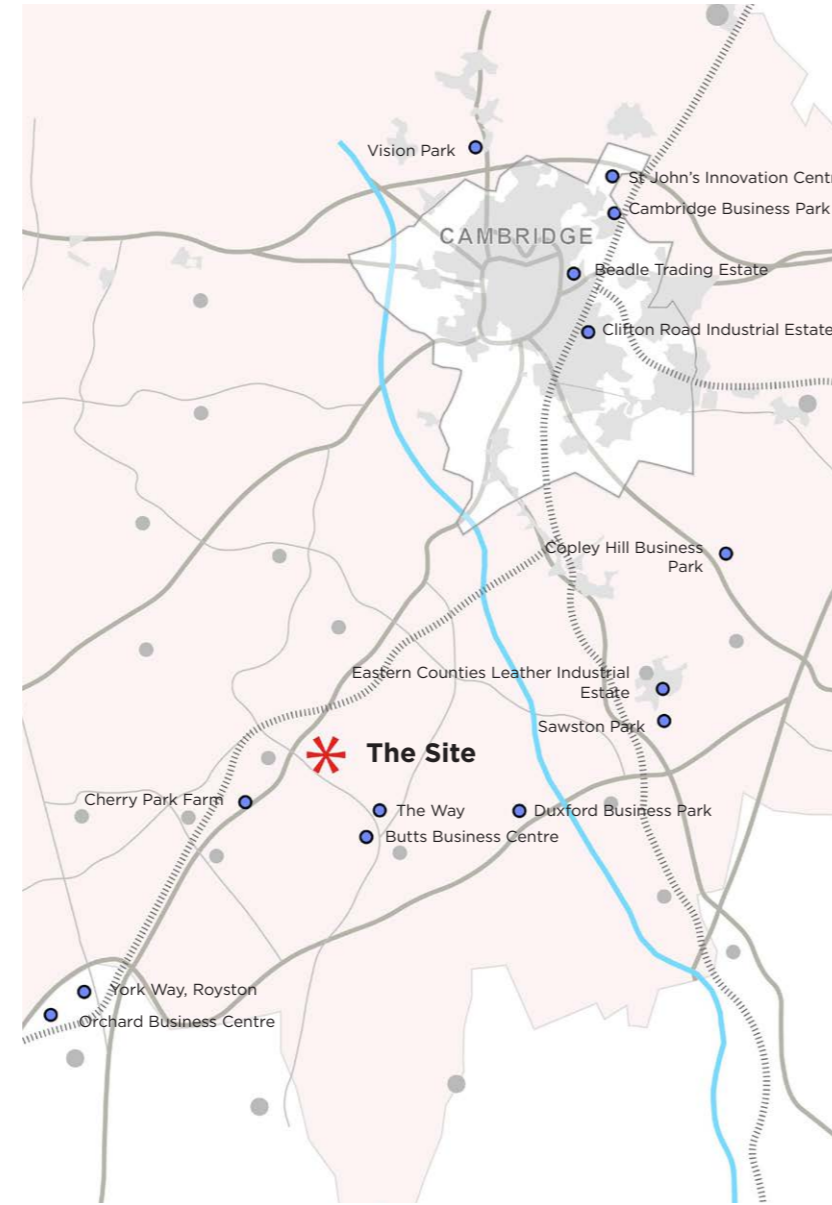 Vision Park
St John's Innovation Cent
Cambridge Business Park
CAMBRIDGE
Beadle Trading Estate
Clifton Road Industrial Estate
Copley Hill Business
Park
Eastern Counties Leather Industrial
Estate
Sawston Park
The Site
Cherry Park Farm
The Way
Duxford Business Park
Butts Business Centre
York Way, Royston
Orchard Business Centre